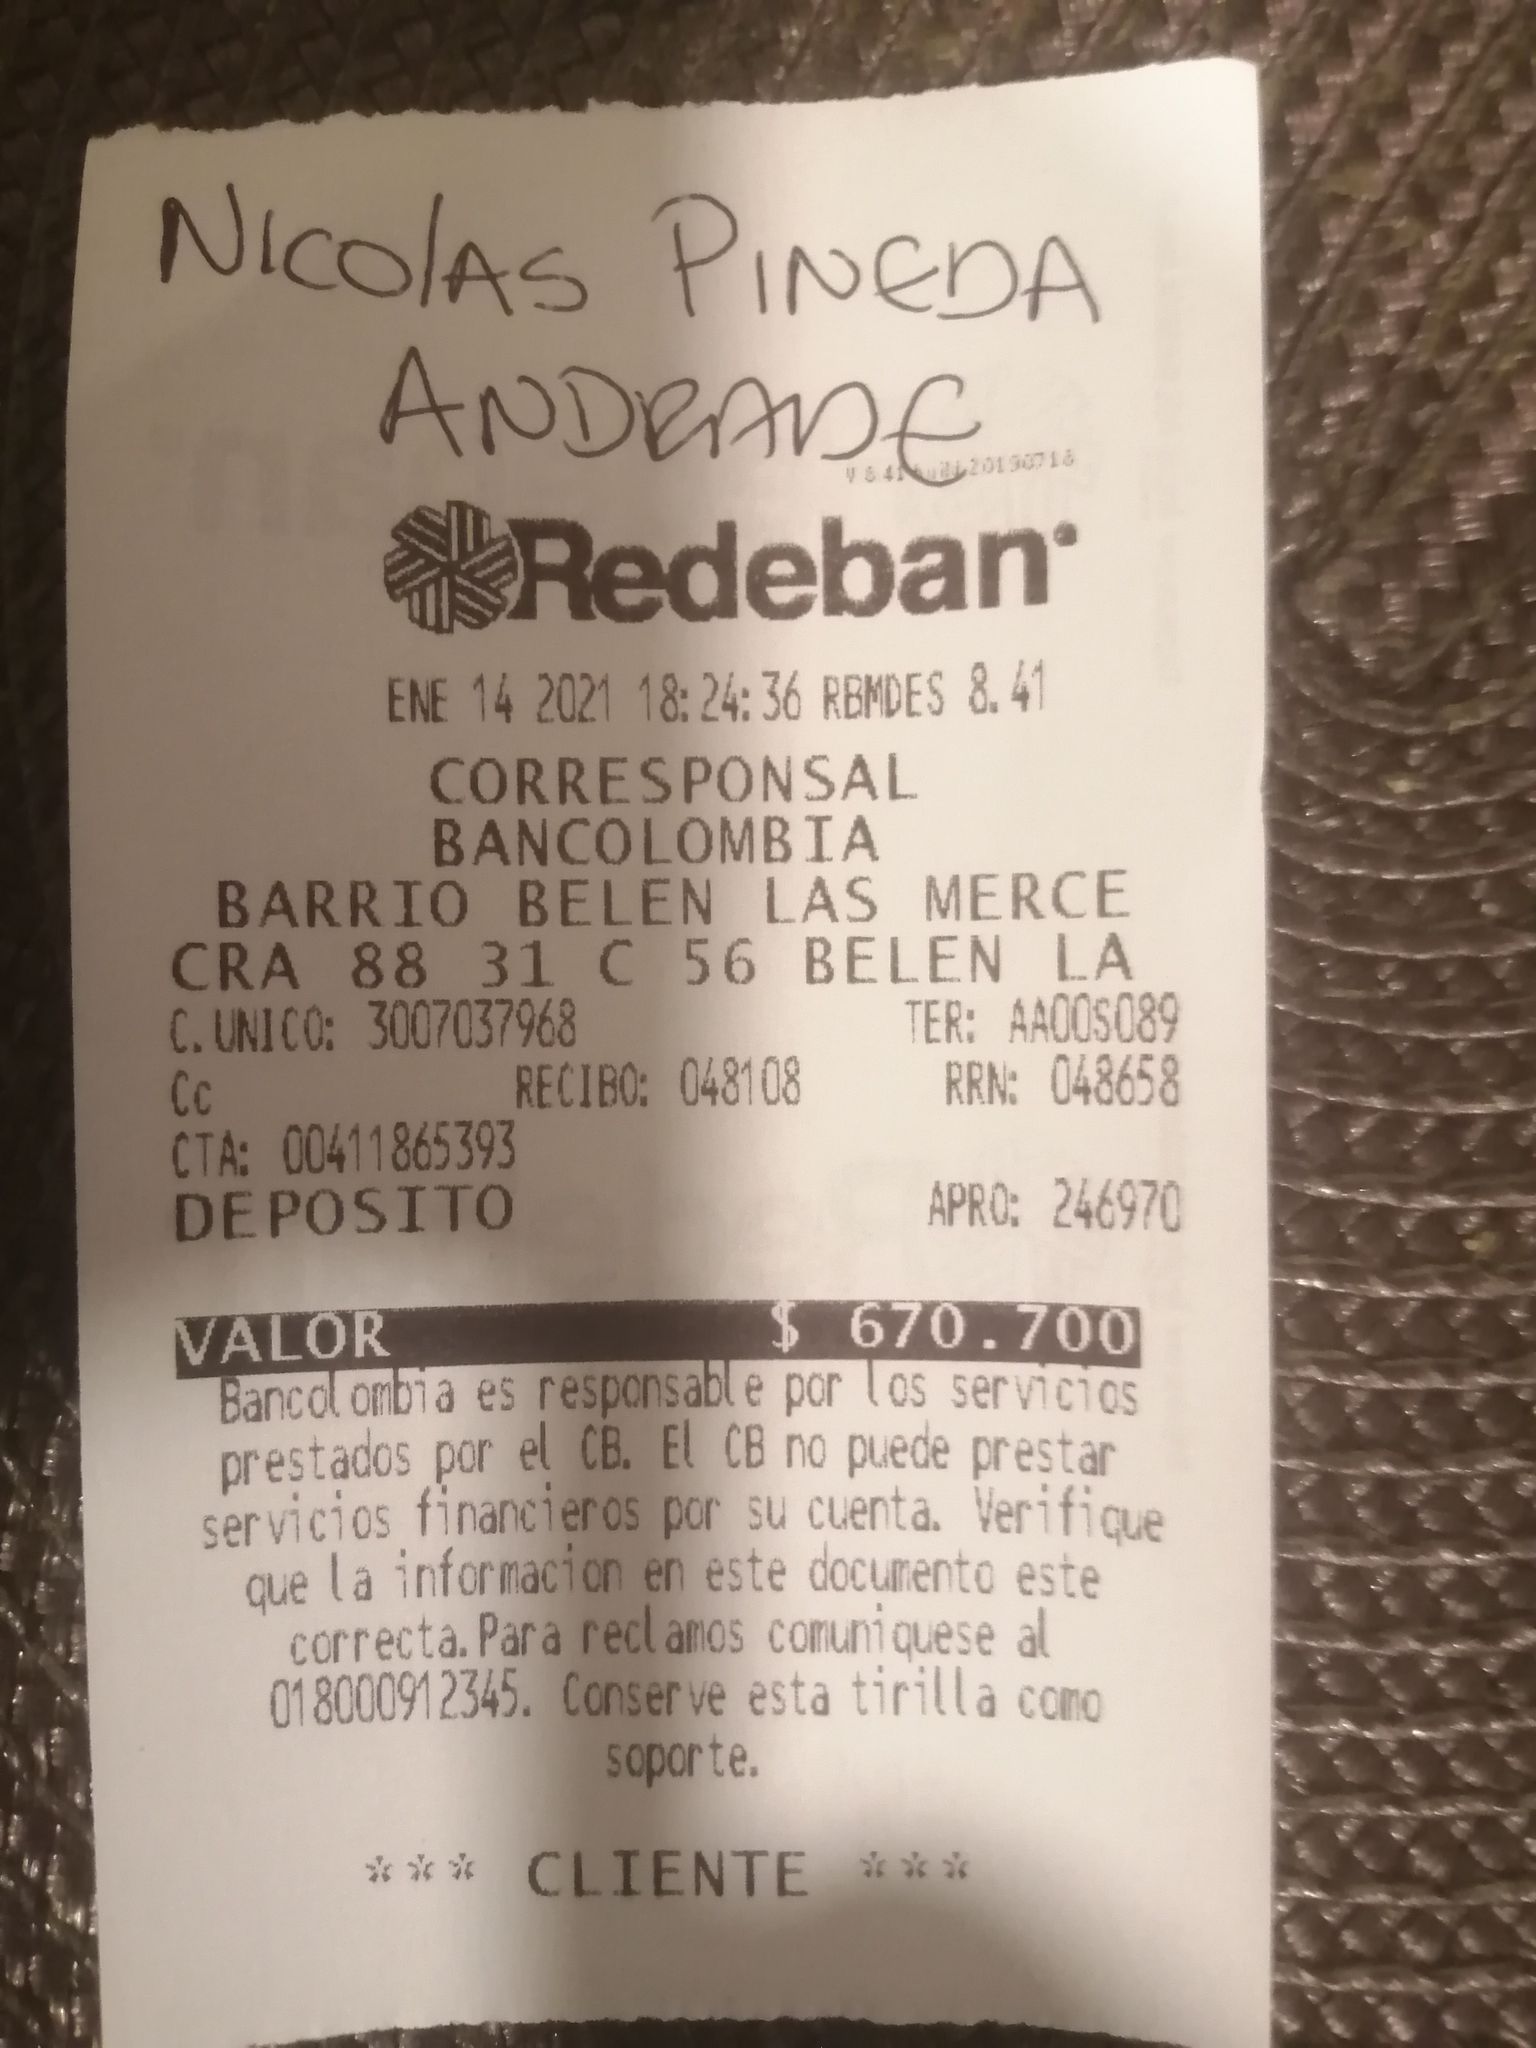 NICOLAS PINEDA
ANDRADE
Redeban
ENE 14 2021 18:24:36 RBMDES 8.41
CORRESPONSAL
BANCOLOMBIA
BARRIO BELEN LAS MERCE
CRA 88 31 C 56 BELEN LA
C.UNICO: 3007037968 TER: AA00S089
Cc RECIBO: 048108 RRN: 048658
CTA: 00411865393
DEPOSITO APRO: 246970
VALOR $ 670.700
Bancolombia es responsable por los servicios
prestados por el CB. El CB no puede prestar
servicios financieros por su cuenta. Verifique
que la informacion en este documento este
correcta.Para reclamos comuniquese al
018000912345. Conserve esta tirilla como
soporte.
*** CLIENTE ***